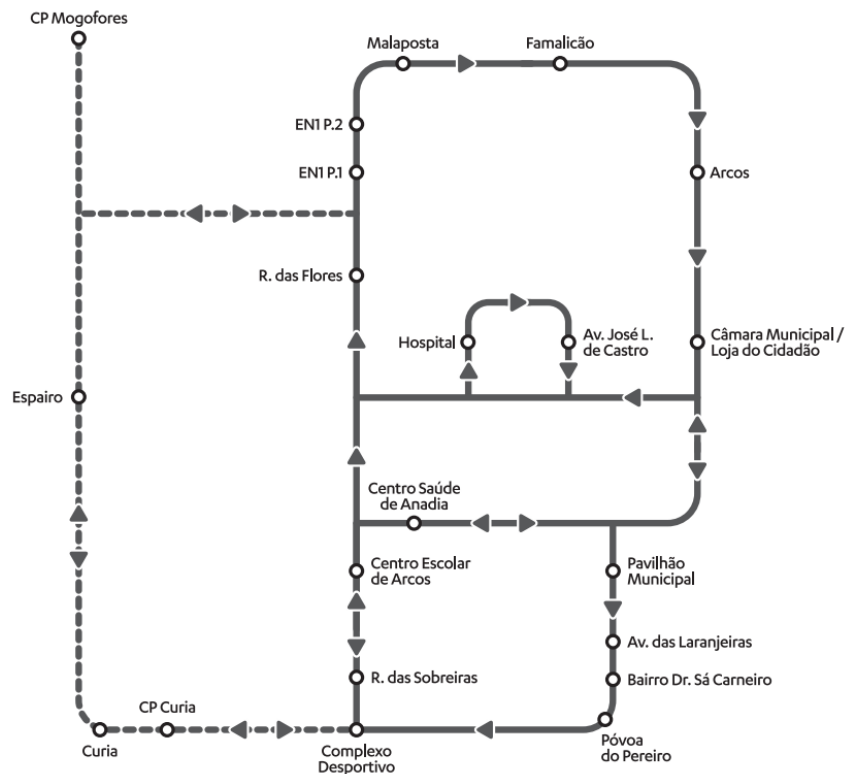 CP Mogofores
Malaposta
Famalicão
EN1 P.2
EN1 P.1
Arcos
R. das Flores
Hospital
Av. José L.
de Castro
Câmara Municipal /
Loja do Cidadão
Espairo
Centro Saúde
de Anadia
Centro Escolar
de Arcos
Pavilhão
Municipal
Av. das Laranjeiras
R. das Sobreiras
Bairro Dr. Sá Carneiro
CP Curia
Curia
Complexo
Desportivo
Póvoa
do Pereiro